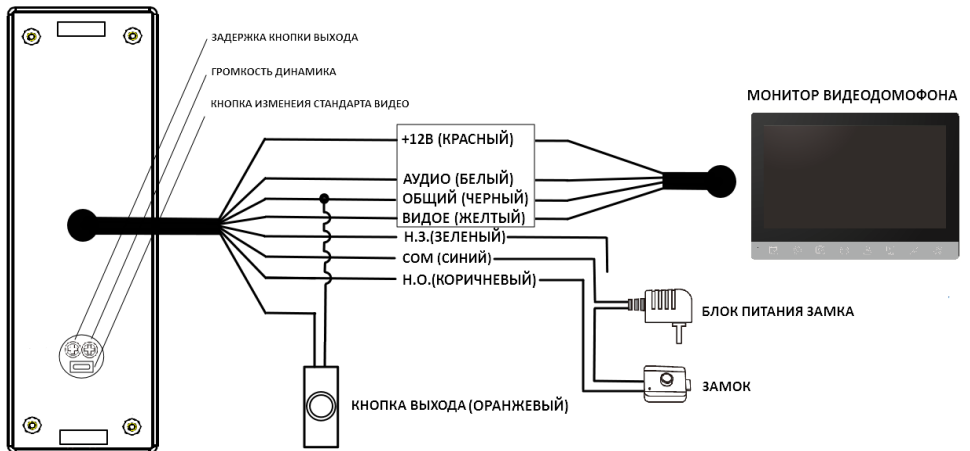 ЗАДЕРЖКА КНОПКИ ВЫХОДА
ГРОМКОСТЬ ДИНАМИКА
КНОПКА ИЗМЕНЕИЯ СТАНДАРТА ВИДЕО
МОНИТОР ВИДЕОДОМОФОНА
+12В (КРАСНЫЙ)
АУДИО (БЕЛЫЙ)
ОБЩИЙ (ЧЕРНЫЙ)
ВИДОЕ (ЖЕЛТЫЙ)
Н.З.(ЗЕЛЕНЫЙ)
COM (СИНИЙ)
Н.О.(КОРИЧНЕВЫЙ)
БЛОК ПИТАНИЯ ЗАМКА
ЗАМОК
КНОПКА ВЫХОДА (ОРАНЖЕВЫЙ)